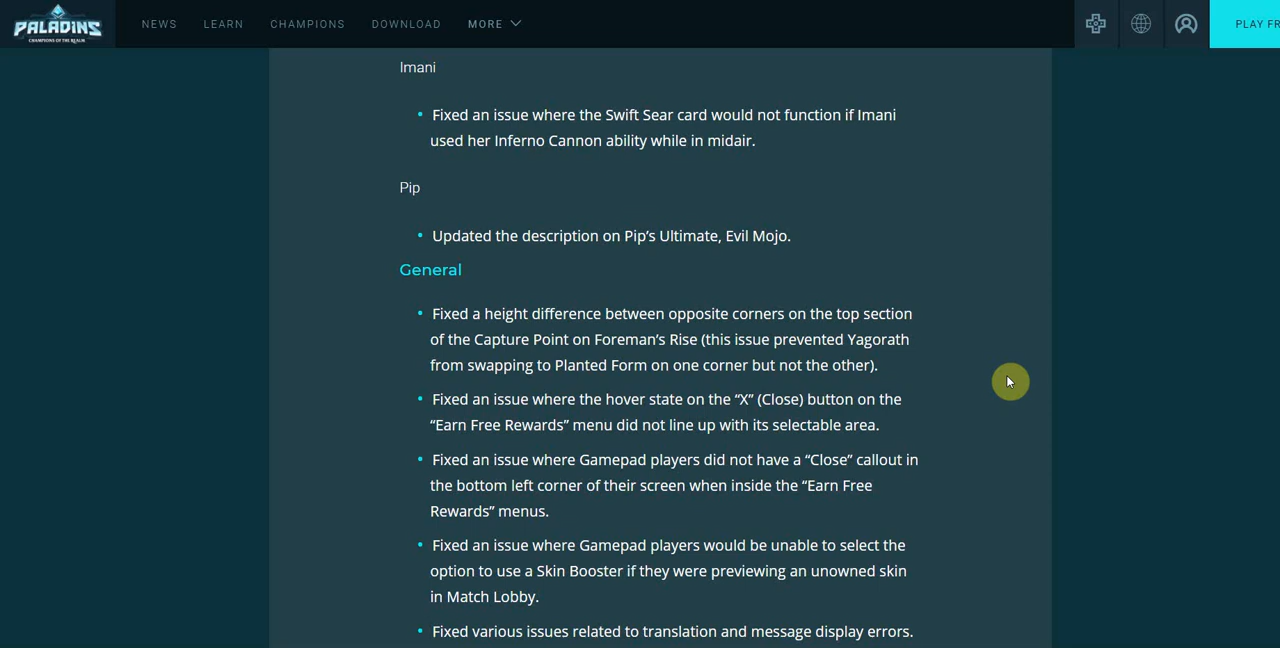 PALADINS
CHAMPIONS OF THE REALM
NEWS
LEARN
CHAMPIONS
DOWNLOAD
MORE
PLAY FR
Imani
• Fixed an issue where the Swift Sear card would not function if Imani
used her Inferno Cannon ability while in midair.
Pip
• Updated the description on Pip’s Ultimate, Evil Mojo.
General
• Fixed a height difference between opposite corners on the top section
of the Capture Point on Foreman’s Rise (this issue prevented Yagorath
from swapping to Planted Form on one corner but not the other).
• Fixed an issue where the hover state on the “X” (Close) button on the
“Earn Free Rewards” menu did not line up with its selectable area.
• Fixed an issue where Gamepad players did not have a “Close” callout in
the bottom left corner of their screen when inside the “Earn Free
Rewards” menus.
• Fixed an issue where Gamepad players would be unable to select the
option to use a Skin Booster if they were previewing an unowned skin
in Match Lobby.
• Fixed various issues related to translation and message display errors.